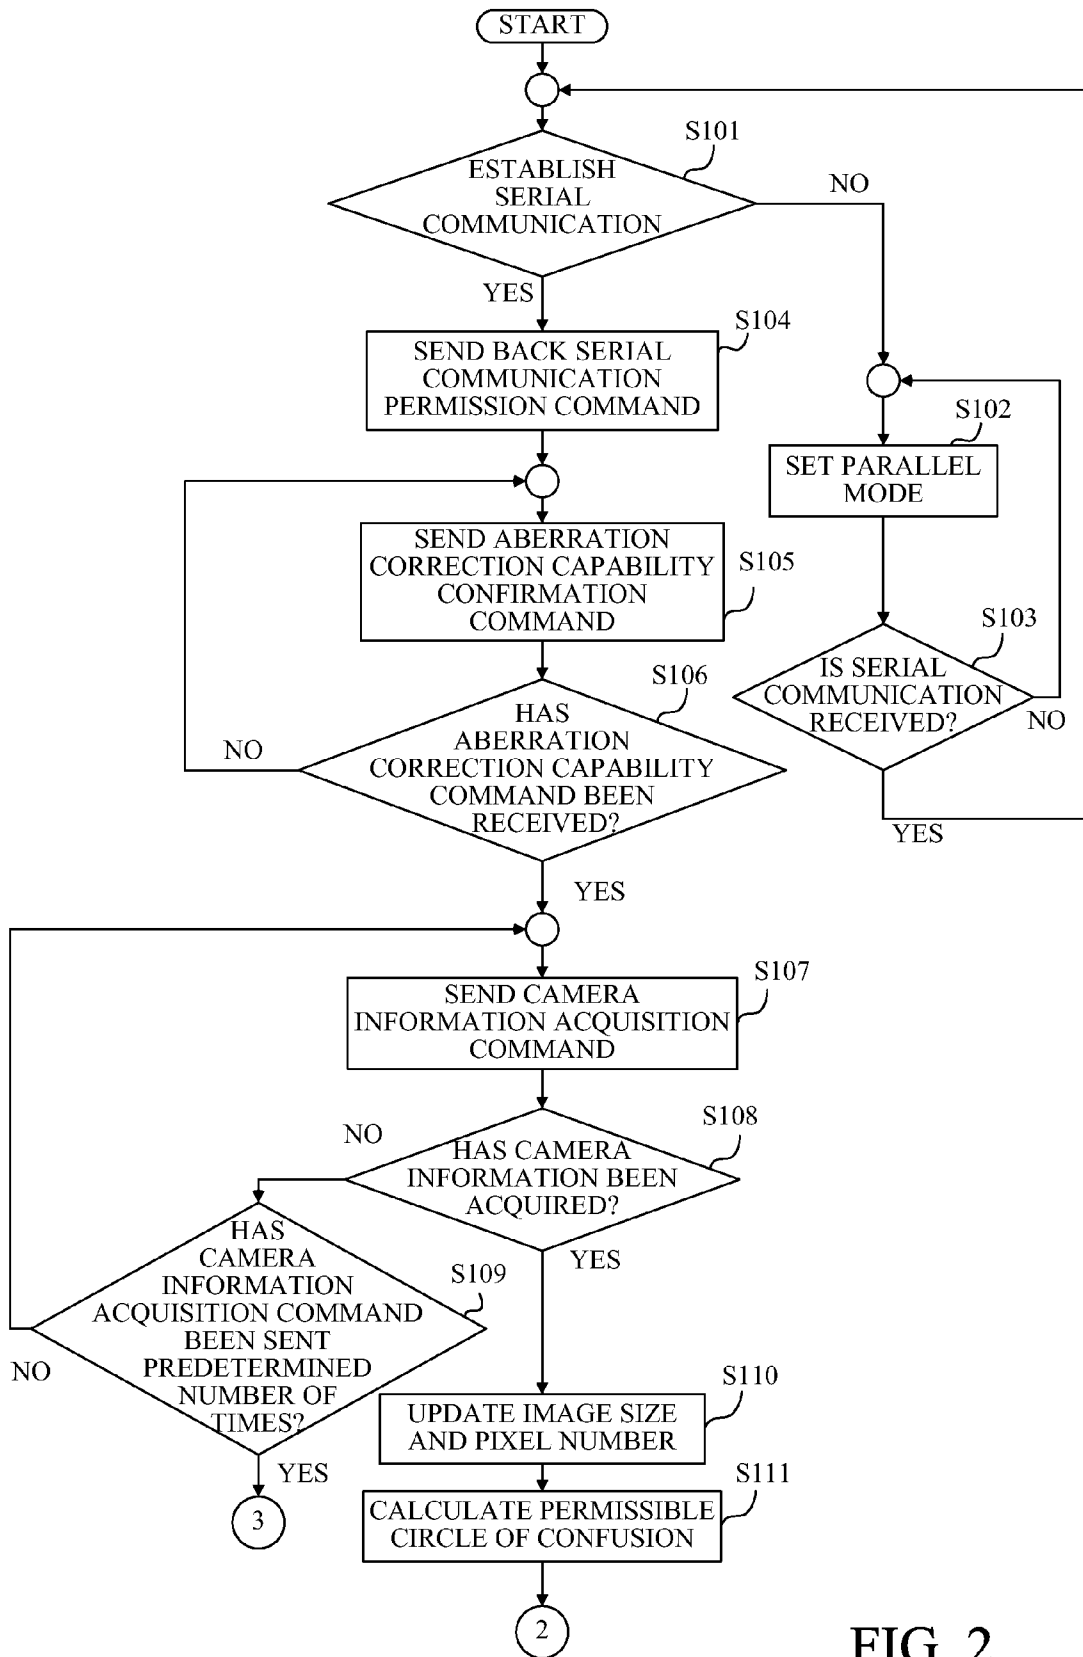 START
S101
ESTABLISH
SERIAL
COMMUNICATION
NO
YES
S104
SEND BACK SERIAL
COMMUNICATION
PERMISSION COMMAND
S102
SET PARALLEL
MODE
SEND ABERRATION
CORRECTION CAPABILITY
CONFIRMATION
COMMAND
S105
S103
IS SERIAL
COMMUNICATION
RECEIVED?
NO
YES
S106
HAS
ABERRATION
CORRECTION CAPABILITY
COMMAND BEEN
RECEIVED?
NO
YES
S107
SEND CAMERA
INFORMATION ACQUISITION
COMMAND
S108
HAS CAMERA
INFORMATION BEEN
ACQUIRED?
NO
YES
S109
HAS
CAMERA
INFORMATION
ACQUISITION COMMAND
BEEN SENT
PREDETERMINED
NUMBER OF
TIMES?
NO
YES
3
S110
UPDATE IMAGE SIZE
AND PIXEL NUMBER
S111
CALCULATE PERMISSIBLE
CIRCLE OF CONFUSION
2
FIG. 2